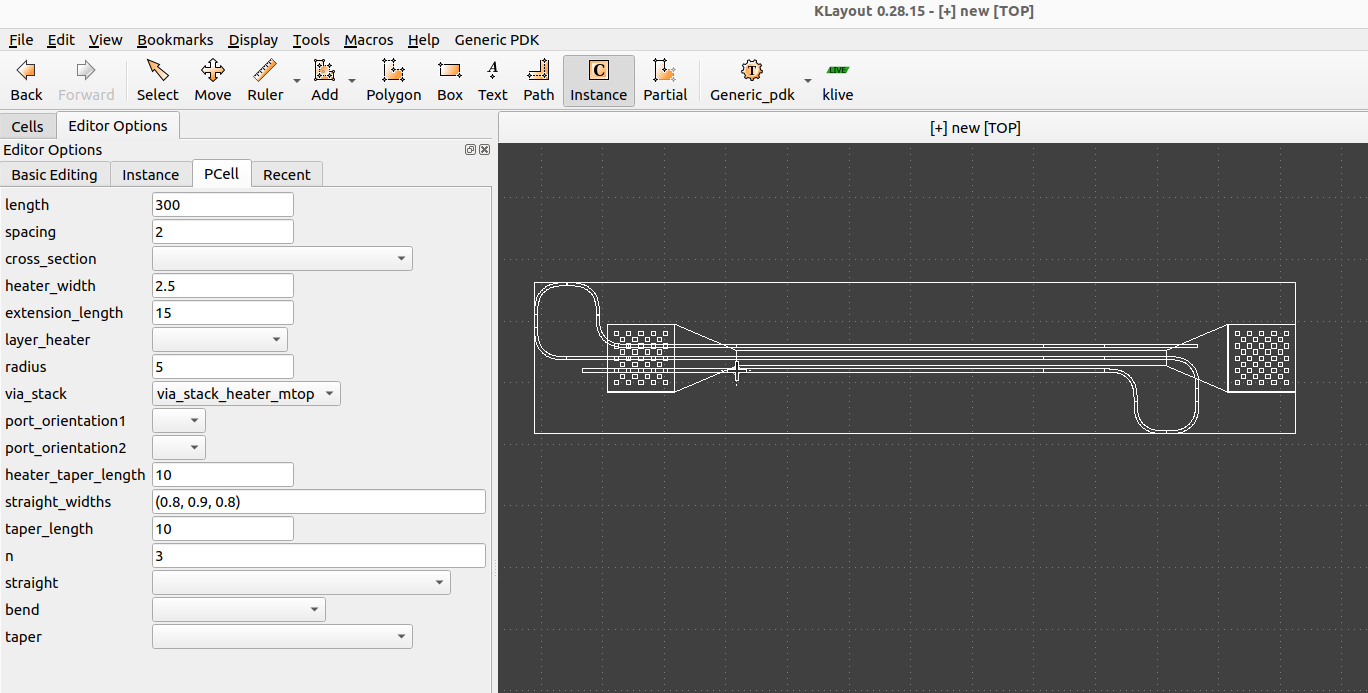 KLayout 0.28.15 - [+] new [TOP]
File Edit View Bookmarks Display Tools Macros Help Generic PDK
Back Forward Select Move Ruler Add Polygon Box Text Path Instance Partial Generic_pdk klive
LIVE
Cells Editor Options
[+] new [TOP]
Editor Options
Basic Editing Instance PCell Recent
length 300
spacing 2
cross_section
heater_width 2.5
extension_length 15
layer_heater
radius 5
via_stack via_stack_heater_mtop
port_orientation1
port_orientation2
heater_taper_length 10
straight_widths (0.8, 0.9, 0.8)
taper_length 10
n 3
straight
bend
taper